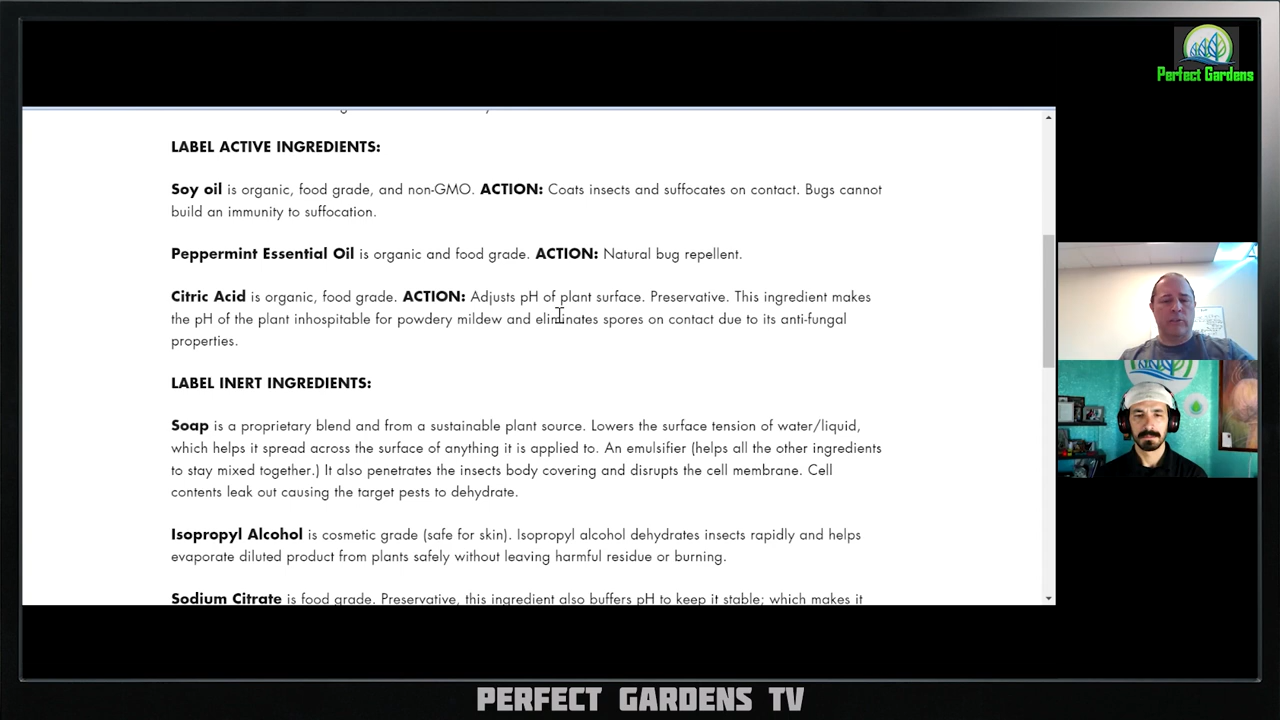 Perfect Gardens
LABEL ACTIVE INGREDIENTS:
Soy oil is organic, food grade, and non-GMO. ACTION: Coats insects and suffocates on contact. Bugs cannot
build an immunity to suffocation.
Peppermint Essential Oil is organic and food grade. ACTION: Natural bug repellent.
Citric Acid is organic, food grade. ACTION: Adjusts pH of plant surface. Preservative. This ingredient makes
the pH of the plant inhospitable for powdery mildew and eliminates spores on contact due to its anti-fungal
properties.
LABEL INERT INGREDIENTS:
Soap is a proprietary blend and from a sustainable plant source. Lowers the surface tension of water/liquid,
which helps it spread across the surface of anything it is applied to. An emulsifier (helps all the other ingredients
to stay mixed together.) It also penetrates the insects body covering and disrupts the cell membrane. Cell
contents leak out causing the target pests to dehydrate.
Isopropyl Alcohol is cosmetic grade (safe for skin). Isopropyl alcohol dehydrates insects rapidly and helps
evaporate diluted product from plants safely without leaving harmful residue or burning.
Sodium Citrate is food grade. Preservative, this ingredient also buffers pH to keep it stable; which makes it
PERFECT GARDENS TV